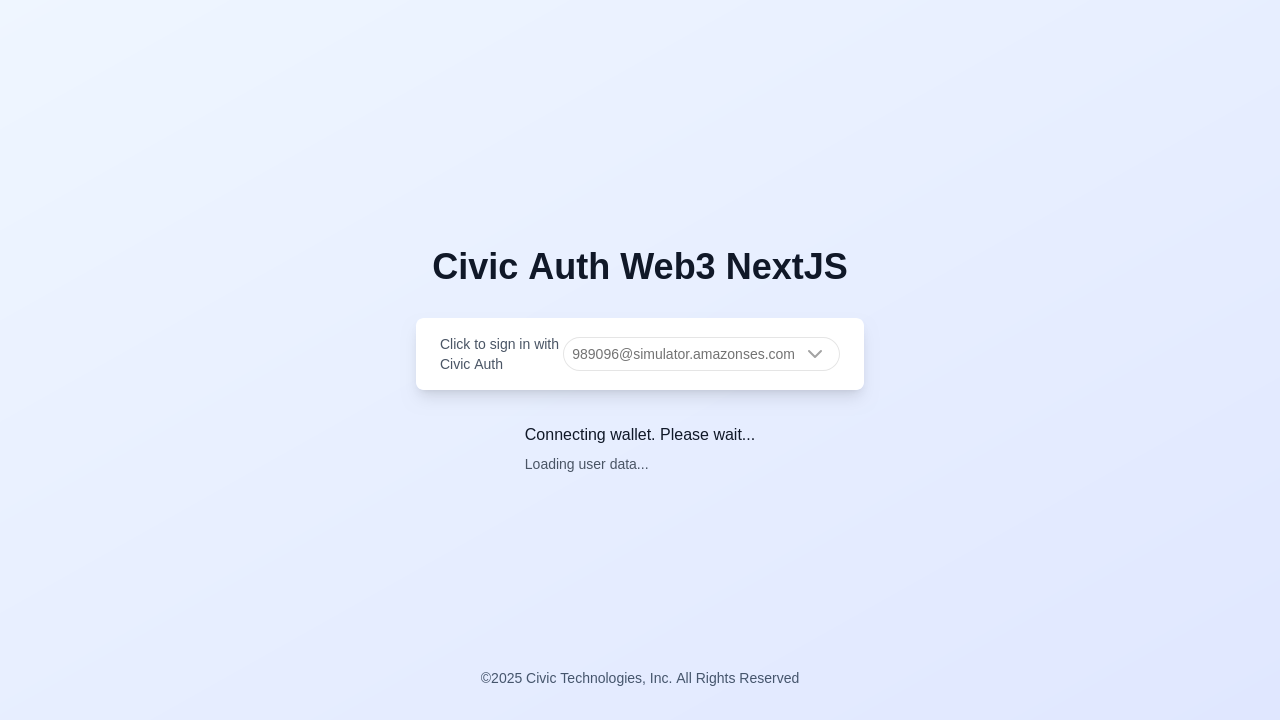 Civic Auth Web3 NextJS
Click to sign in with
Civic Auth
989096@simulator.amazonses.com
Connecting wallet. Please wait...
Loading user data...
©2025 Civic Technologies, Inc. All Rights Reserved